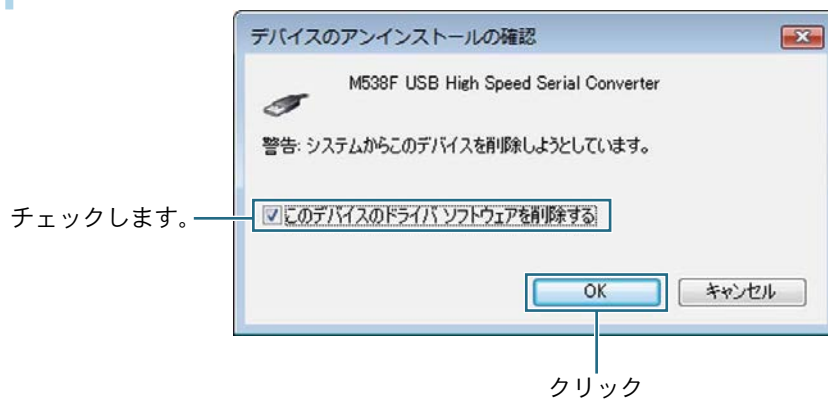 デバイスのアンインストールの確認
M538F USB High Speed Serial Converter
警告: システムからこのデバイスを削除しようとしています。
チェックします。
このデバイスのドライバ ソフトウェアを削除する
OK
キャンセル
クリック